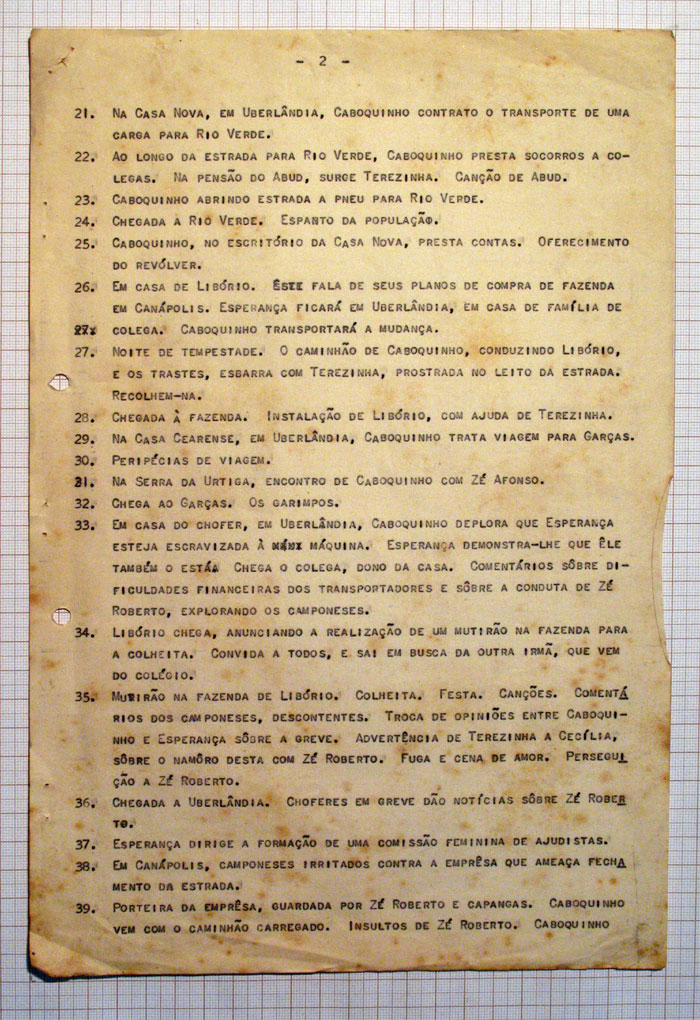 - 2 -
21. Na Casa Nova, em Uberlândia, Caboquinho contrato o transporte de uma
carga para Rio Verde.
22. Ao longo da estrada para Rio Verde, Caboquinho presta socorros a co-
legas. Na pensão do Abud, surge Terezinha. Canção de Abud.
23. Caboquinho abrindo estrada a pneu para Rio Verde.
24. Chegada a Rio Verde. Espanto da população.
25. Caboquinho, no escritório da Casa Nova, presta contas. Oferecimento
do revólver.
26. Em casa de Libório. Êste fala de seus planos de compra de fazenda
em Canápolis. Esperança ficará em Uberlândia, em casa de família de
colega. Caboquinho transportará a mudança.
27. Noite de tempestade. O caminhão de Caboquinho, conduzindo Libório,
e os trastes, esbarra com Terezinha, prostrada no leito da estrada.
Recolhem-na.
28. Chegada à fazenda. Instalação de Libório, com ajuda de Terezinha.
29. Na Casa Cearense, em Uberlândia, Caboquinho trata viagem para Garças.
30. Peripécias de viagem.
31. Na Serra da Urtiga, encontro de Caboquinho com Zé Afonso.
32. Chega ao Garças. Os garimpos.
33. Em casa do chofer, em Uberlândia, Caboquinho deplora que Esperança
esteja escravizada à máquina. Esperança demonstra-lhe que êle
também o está. Chega o colega, dono da casa. Comentários sôbre di-
ficuldades financeiras dos transportadores e sôbre a conduta de Zé
Roberto, explorando os camponeses.
34. Libório chega, anunciando a realização de um mutirão na fazenda para
a colheita. Convida a todos, e sai em busca da outra irmã, que vem
do colégio.
35. Mutirão na fazenda de Libório. Colheita. Festa. Canções. Comentá
rios dos camponeses, descontentes. Troca de opiniões entre Caboqui-
nho e Esperança sôbre a greve. Advertência de Terezinha a Cecília,
sôbre o namôro desta com Zé Roberto. Fuga e cena de amor. Persegui
ção a Zé Roberto.
36. Chegada a Uberlândia. Choferes em greve dão notícias sôbre Zé Rober
to.
37. Esperança dirige a formação de uma comissão feminina de ajudistas.
38. Em Canápolis, camponeses irritados contra a emprêsa que ameaça fecha
mento da estrada.
39. Porteira da emprêsa, guardada por Zé Roberto e capangas. Caboquinho
vem com o caminhão carregado. Insultos de Zé Roberto. Caboquinho